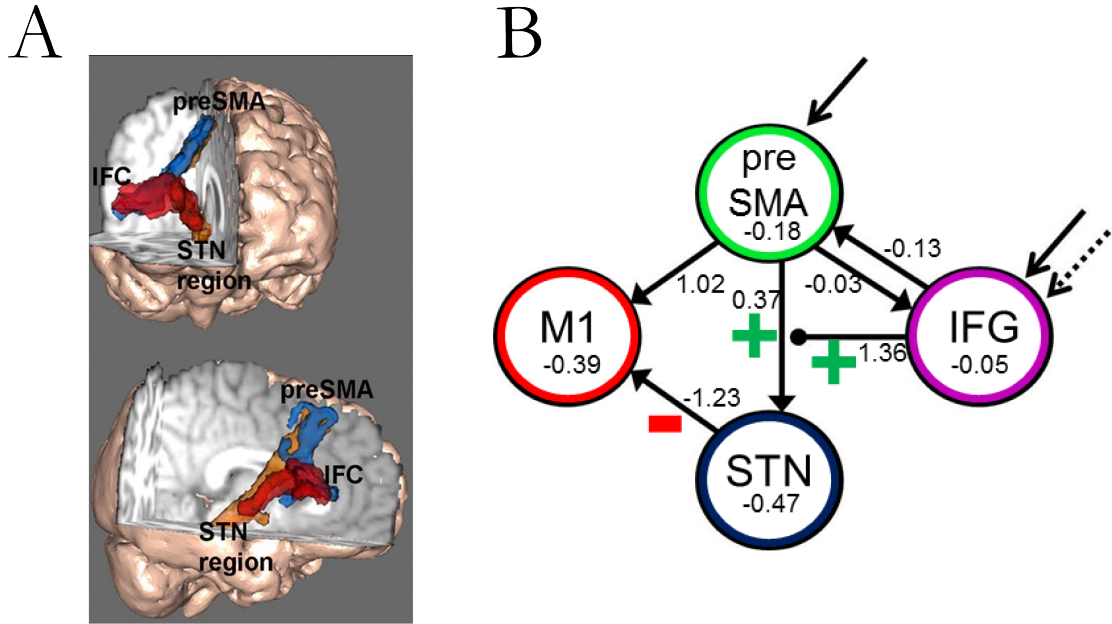 A
preSMA
IFC
STN
region
preSMA
IFC
STN
region
B
pre
SMA
-0.18
-0.13
1.02
0.37
-0.03
M1
-0.39
IFG
-0.05
+
+
1.36
-1.23
-
STN
-0.47